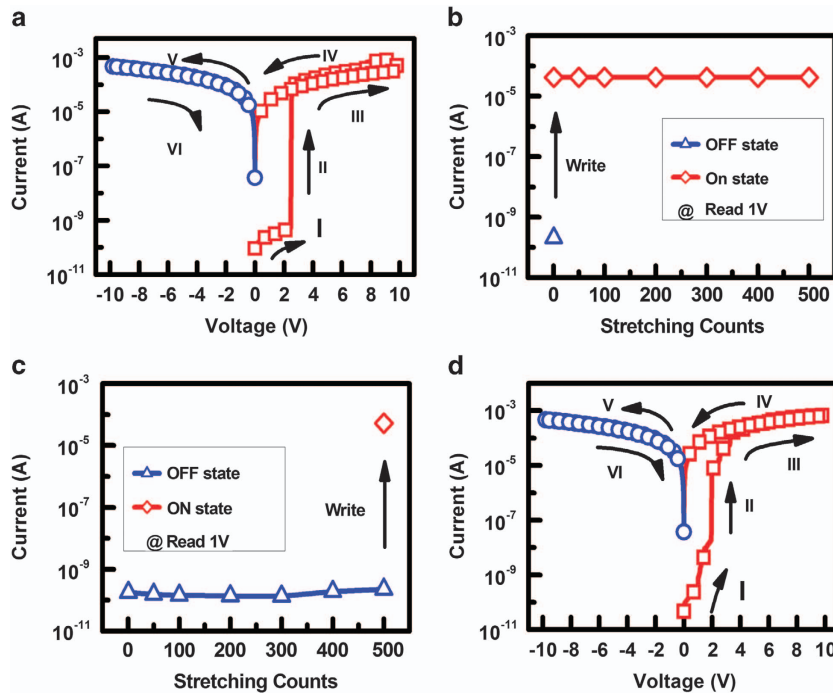 a
10⁻³
10⁻⁵
10⁻⁷
10⁻⁹
10⁻¹¹
Current (A)
V
IV
VI
III
II
I
-10 -8 -6 -4 -2 0 2 4 6 8 10
Voltage (V)
b
10⁻³
10⁻⁵
10⁻⁷
10⁻⁹
10⁻¹¹
Current (A)
Write
OFF state
On state
@ Read 1V
0 100 200 300 400 500
Stretching Counts
c
10⁻³
10⁻⁵
10⁻⁷
10⁻⁹
10⁻¹¹
Current (A)
OFF state
ON state
@ Read 1V
Write
0 100 200 300 400 500
Stretching Counts
d
10⁻³
10⁻⁵
10⁻⁷
10⁻⁹
10⁻¹¹
Current (A)
V
IV
VI
III
II
I
-10 -8 -6 -4 -2 0 2 4 6 8 10
Voltage (V)